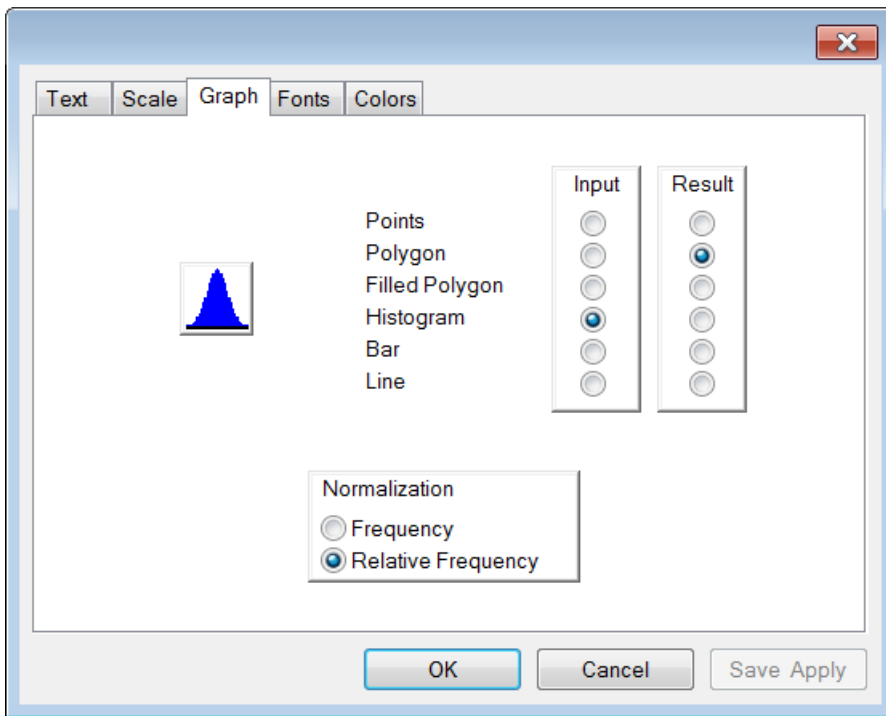 Text Scale Graph Fonts Colors
Input Result
Points
Polygon
Filled Polygon
Histogram
Bar
Line
Normalization
Frequency
Relative Frequency
OK Cancel Save Apply